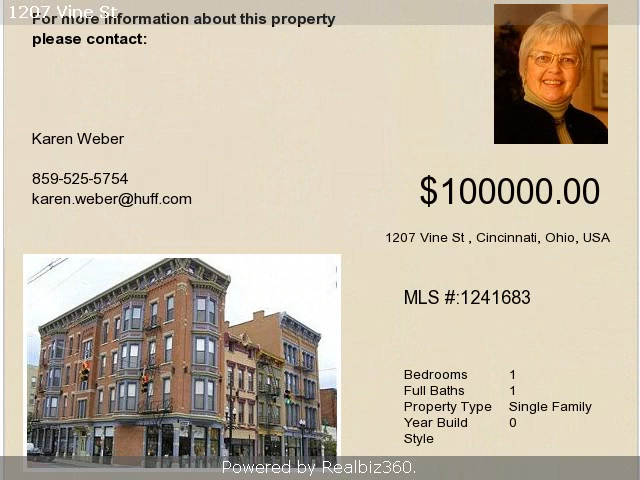 1207 Vine St
For more information about this property
please contact:
Karen Weber
859-525-5754
karen.weber@huff.com
$100000.00
1207 Vine St , Cincinnati, Ohio, USA
MLS #:1241683
Bedrooms 1
Full Baths 1
Property Type Single Family
Year Build 0
Style
Powered by Realbiz360.